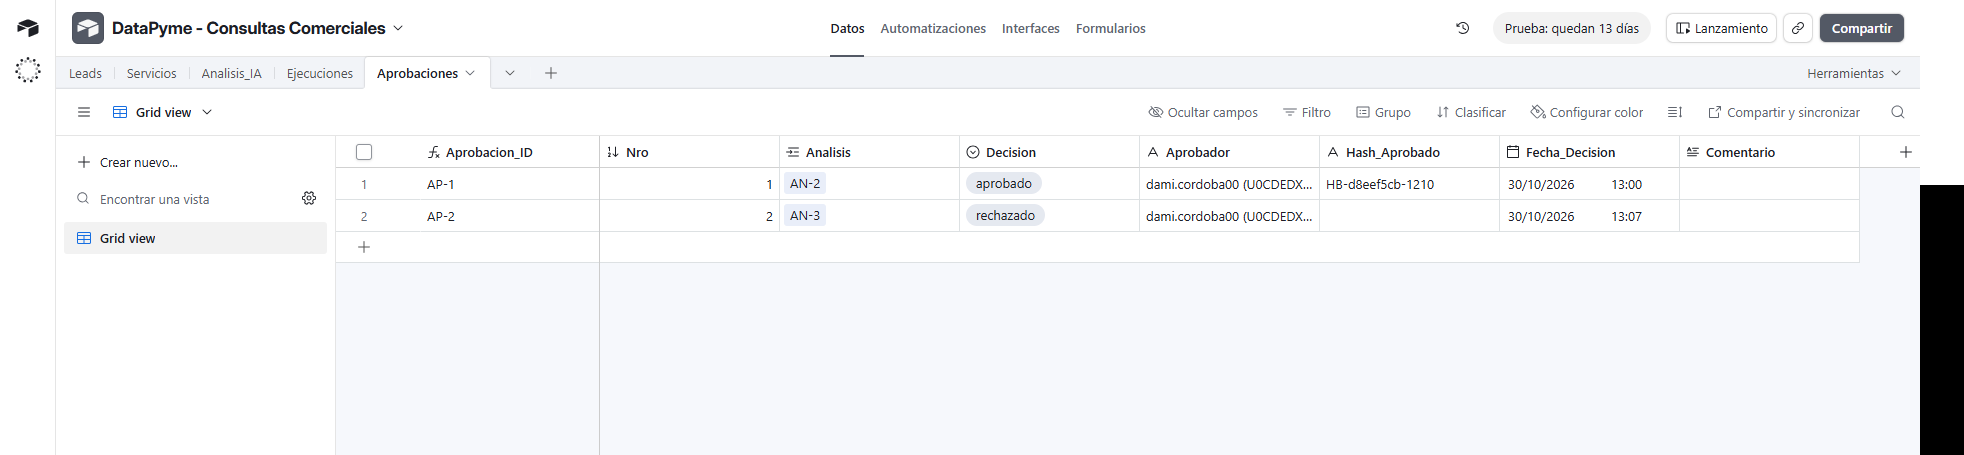 DataPyme - Consultas Comerciales
Datos Automatizaciones Interfaces Formularios
Prueba: quedan 13 días
Lanzamiento
Compartir
Leads Servicios Analisis_IA Ejecuciones Aprobaciones
Herramientas
Grid view
Ocultar campos Filtro Grupo Clasificar Configurar color Compartir y sincronizar
Crear nuevo...
Encontrar una vista
Grid view
Aprobacion_ID Nro Analisis Decision Aprobador Hash_Aprobado Fecha_Decision Comentario
1 AP-1 1 AN-2 aprobado dami.cordoba00 (U0CDEDX... HB-d8eef5cb-1210 30/10/2026 13:00
2 AP-2 2 AN-3 rechazado dami.cordoba00 (U0CDEDX... 30/10/2026 13:07